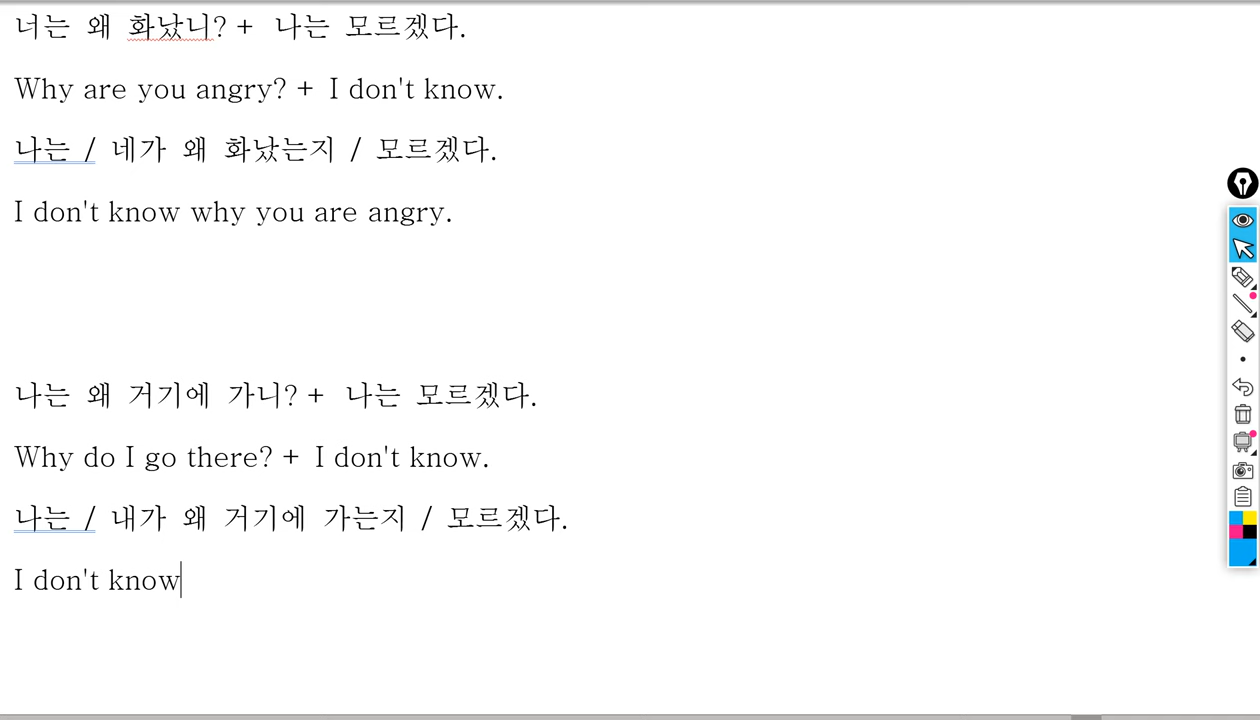 너는 왜 화났니? + 나는 모르겠다.
Why are you angry? + I don't know.
나는 / 네가 왜 화났는지 / 모르겠다.
I don't know why you are angry.
나는 왜 거기에 가니? + 나는 모르겠다.
Why do I go there? + I don't know.
나는 / 내가 왜 거기에 가는지 / 모르겠다.
I don't know